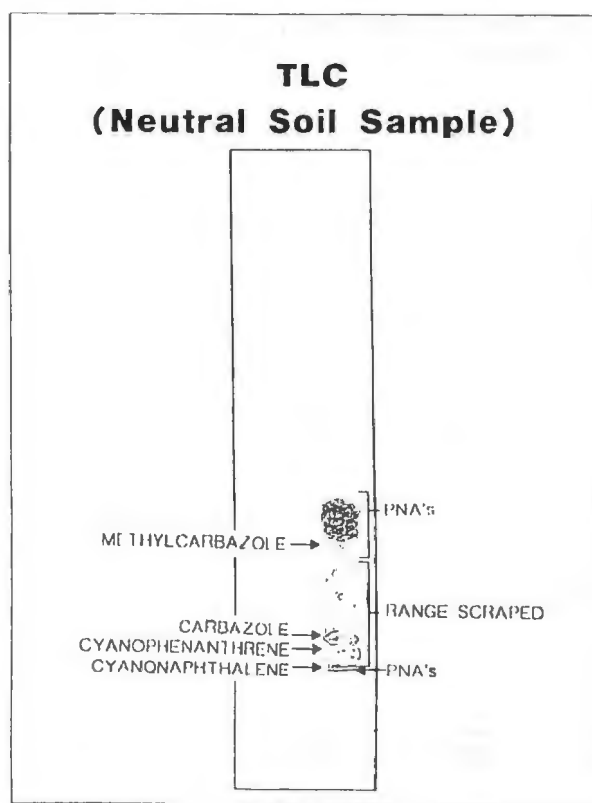 TLC
(Neutral Soil Sample)
PNA's
METHYLCARBAZOLE
RANGE SCRAPED
CARBAZOLE
CYANOPHENANTHRENE
CYANONAPHTHALENE
PNA's